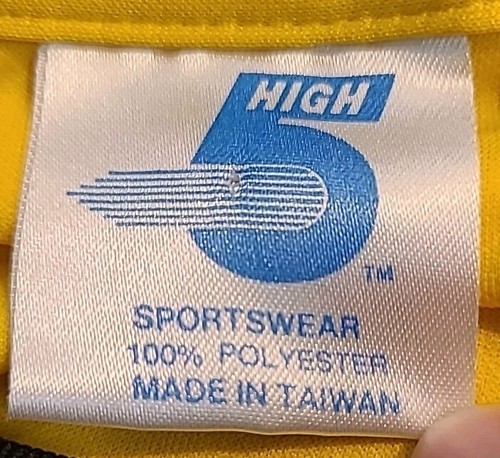 HIGH
5
TM
SPORTSWEAR
100% POLYESTER
MADE IN TAIWAN